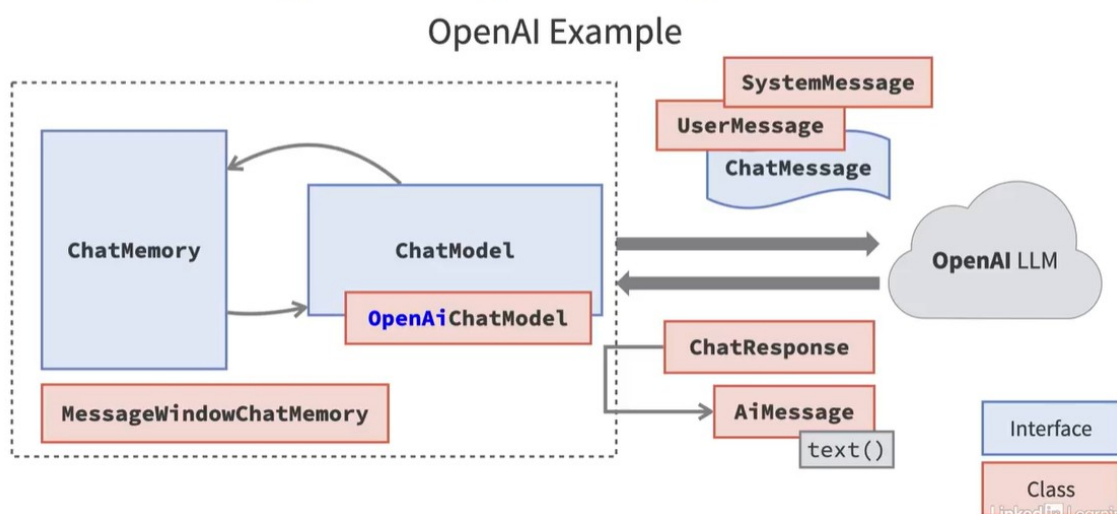 OpenAI Example
SystemMessage
UserMessage
ChatMessage
ChatMemory
ChatModel
OpenAI LLM
OpenAiChatModel
ChatResponse
MessageWindowChatMemory
AiMessage
text()
Interface
Class